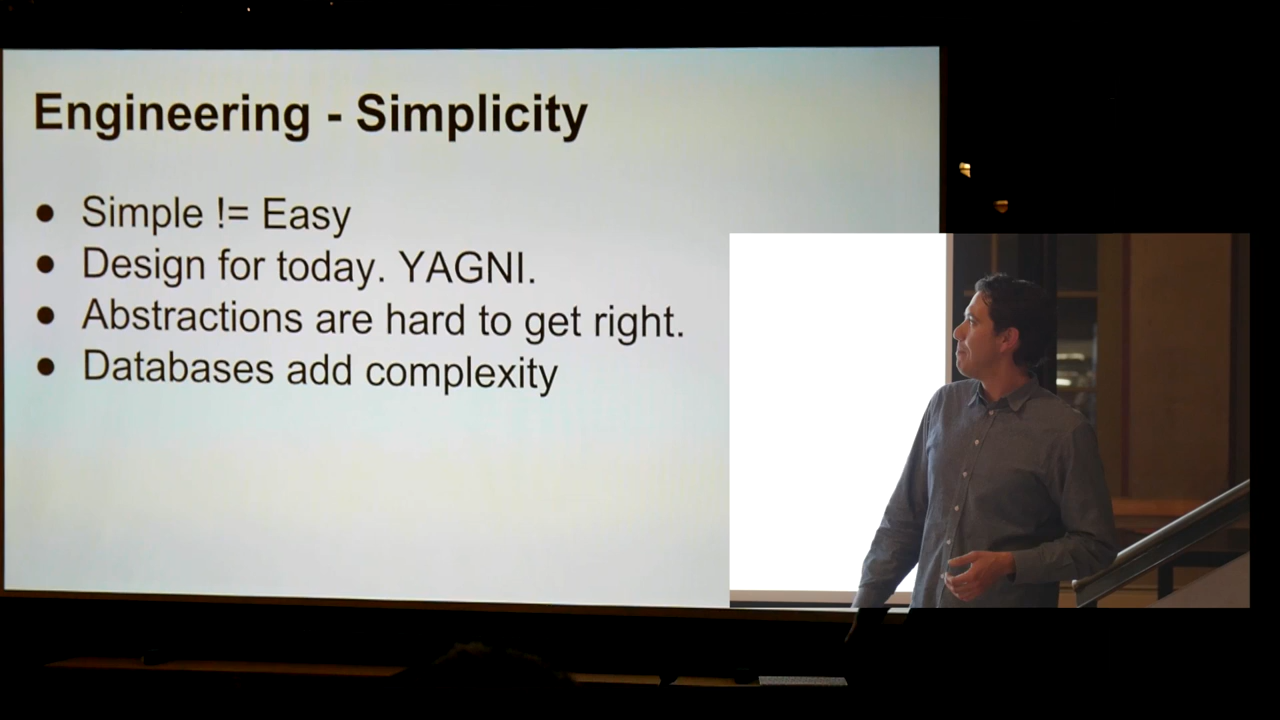 Engineering - Simplicity
● Simple != Easy
● Design for today. YAGNI.
● Abstractions are hard to get right.
● Databases add complexity